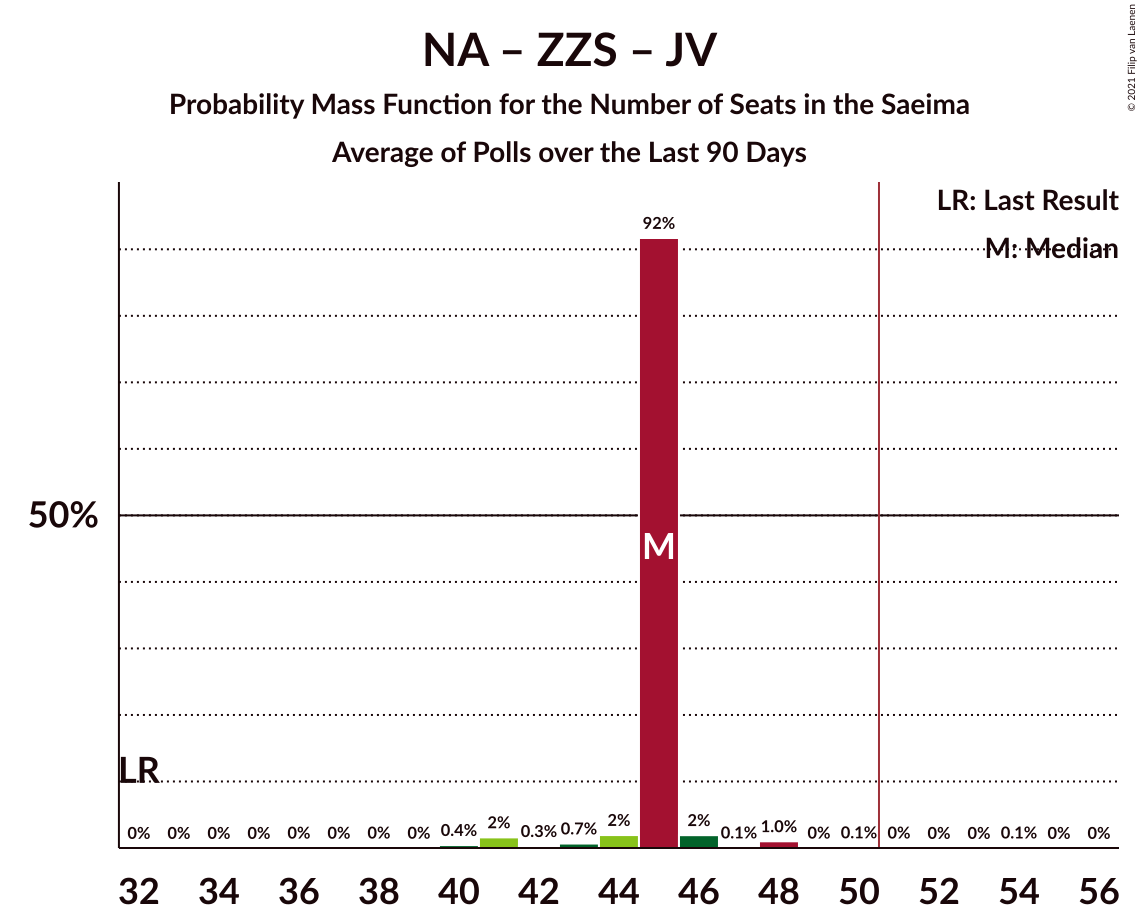 NA – ZZS – JV
Probability Mass Function for the Number of Seats in the Saeima
Average of Polls over the Last 90 Days
© 2021 Filip van Laenen
LR: Last Result
M: Median
92%
50%
M
LR
0% 0% 0% 0% 0% 0% 0% 0% 0.4% 2% 0.3% 0.7% 2% 2% 0.1% 1.0% 0% 0.1% 0% 0% 0% 0.1% 0% 0%
32 34 36 38 40 42 44 46 48 50 52 54 56